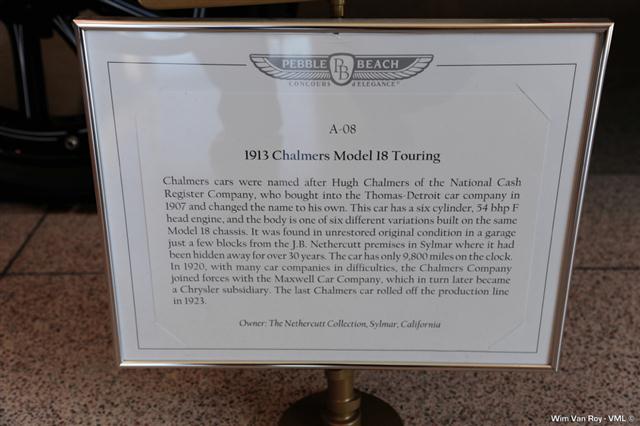 PEBBLE PB BEACH
CONCOURS d'ELEGANCE®
A-08
1913 Chalmers Model 18 Touring
Chalmers cars were named after Hugh Chalmers of the National Cash
Register Company, who bought into the Thomas-Detroit car company in
1907 and changed the name to his own. This car has a six cylinder, 54 bhp F
head engine, and the body is one of six different variations built on the same
Model 18 chassis. It was found in unrestored original condition in a garage
just a few blocks from the J.B. Nethercutt premises in Sylmar where it had
been hidden away for over 30 years. The car has only 9,800 miles on the clock.
In 1920, with many car companies in difficulties, the Chalmers Company
joined forces with the Maxwell Car Company, which in turn later became
a Chrysler subsidiary. The last Chalmers car rolled off the production line
in 1923.
Owner: The Nethercutt Collection, Sylmar, California
Wim Van Roy - VML ©